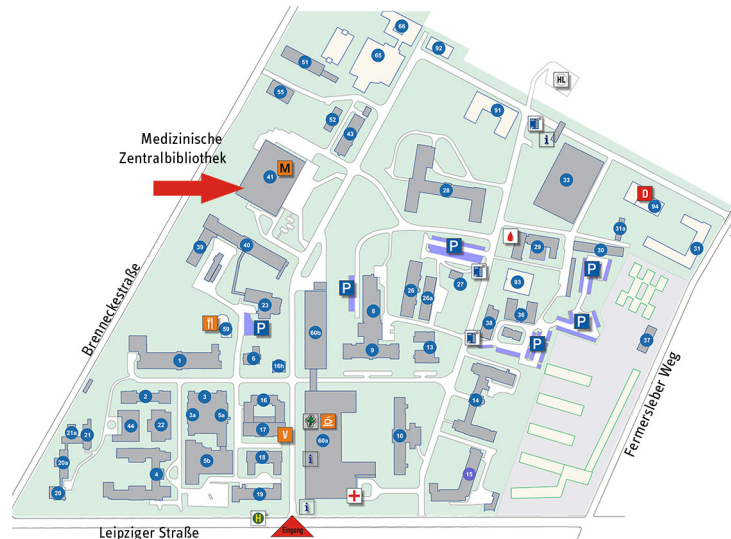 66
92
65
51
HL
55
91
52
43
i
Medizinische
Zentralbibliothek
M
41
33
28
D
94
31a
39
40
P
29
30
31
27
P
93
P
26
26a
8
23
36
P
59
P
60b
38
37
9
13
P
1
6
16h
Brenneckestraße
Fermersleber Weg
2
3
16
14
3a
5a
44
22
17
V
60a
10
21a
21
20a
5b
18
i
4
15
20
19
i
H
Leipziger Straße
Eingang